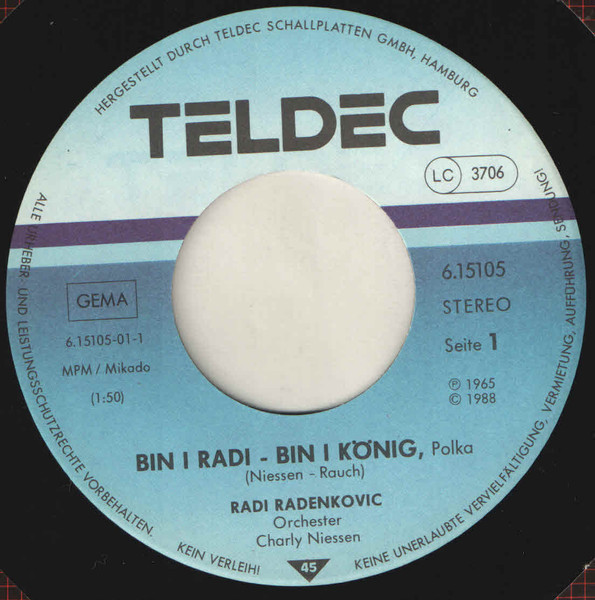 HERGESTELLT DURCH TELDEC SCHALLPLATTEN GMBH, HAMBURG
TELDEC
LC 3706
GEMA
6.15105-01-1
MPM / Mikado
(1:50)
6.15105
STEREO
Seite 1
Ⓟ 1965
© 1988
BIN I RADI - BIN I KÖNIG, Polka
(Niessen - Rauch)
RADI RADENKOVIC
Orchester
Charly Niessen
45
ALLE URHEBER- UND LEISTUNGSSCHUTZRECHTE VORBEHALTEN.
KEIN VERLEIH!
KEINE UNERLAUBTE VERVIELFÄLTIGUNG, VERMIETUNG, AUFFÜHRUNG, SENDUNG!